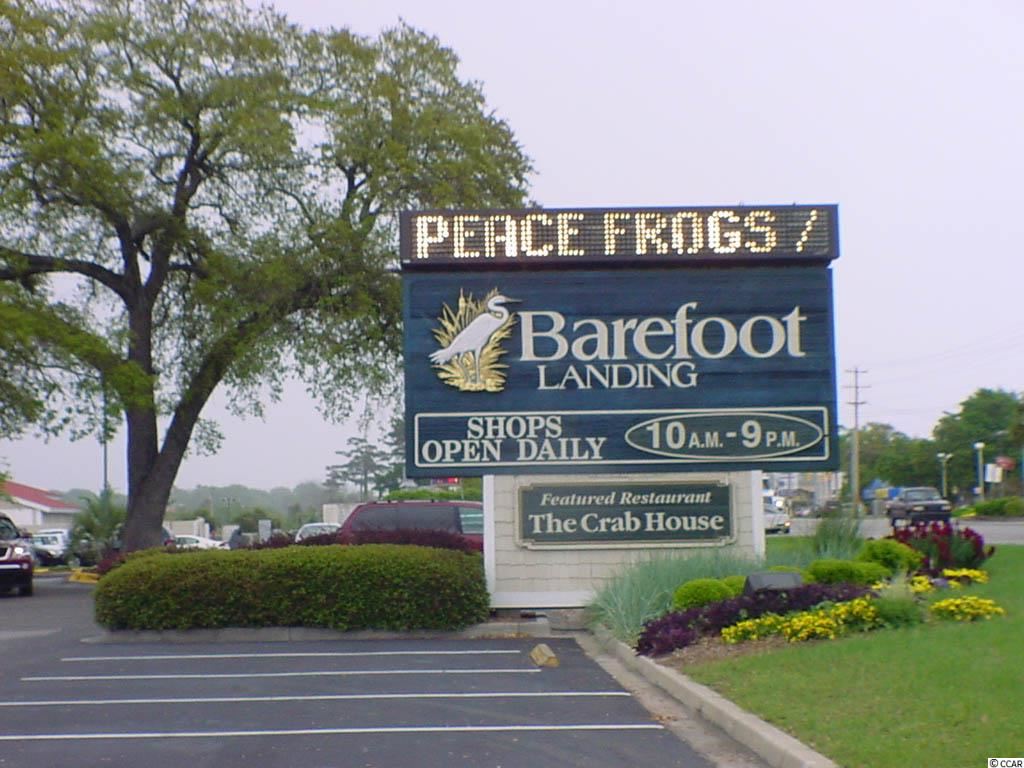 PEACE FROGS /
Barefoot
LANDING
SHOPS
OPEN DAILY
10 A.M. - 9 P.M.
Featured Restaurant
The Crab House
© CCAR